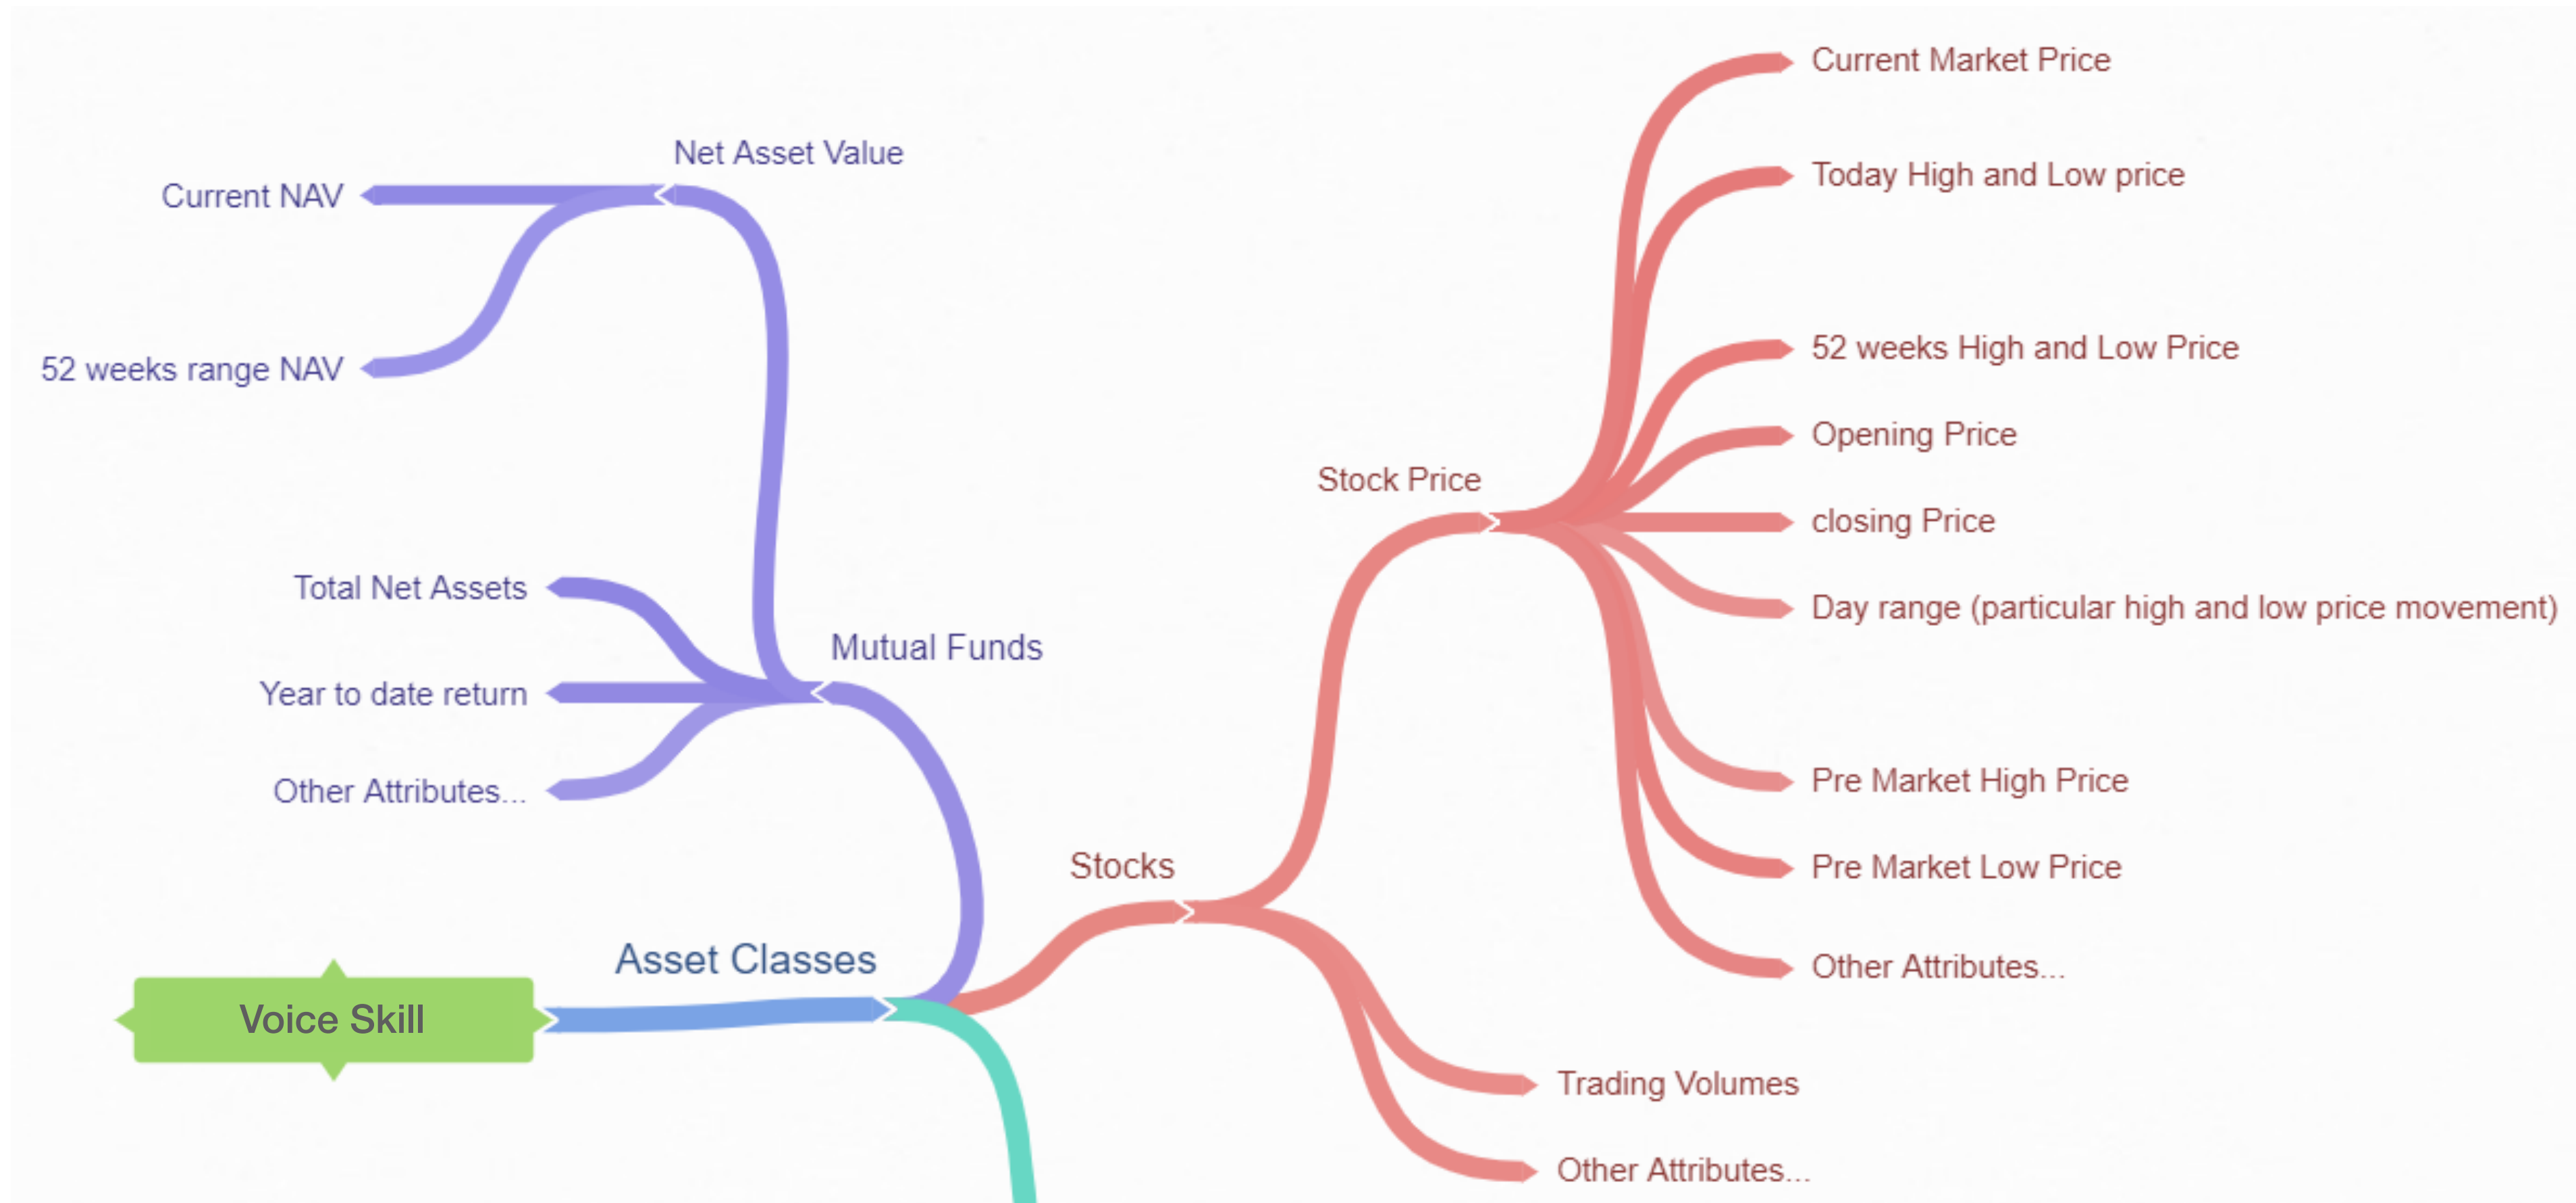 Net Asset Value
Current NAV
52 weeks range NAV
Total Net Assets
Year to date return
Other Attributes...
Mutual Funds
Asset Classes
Voice Skill
Stocks
Stock Price
Current Market Price
Today High and Low price
52 weeks High and Low Price
Opening Price
closing Price
Day range (particular high and low price movement)
Pre Market High Price
Pre Market Low Price
Other Attributes...
Trading Volumes
Other Attributes...